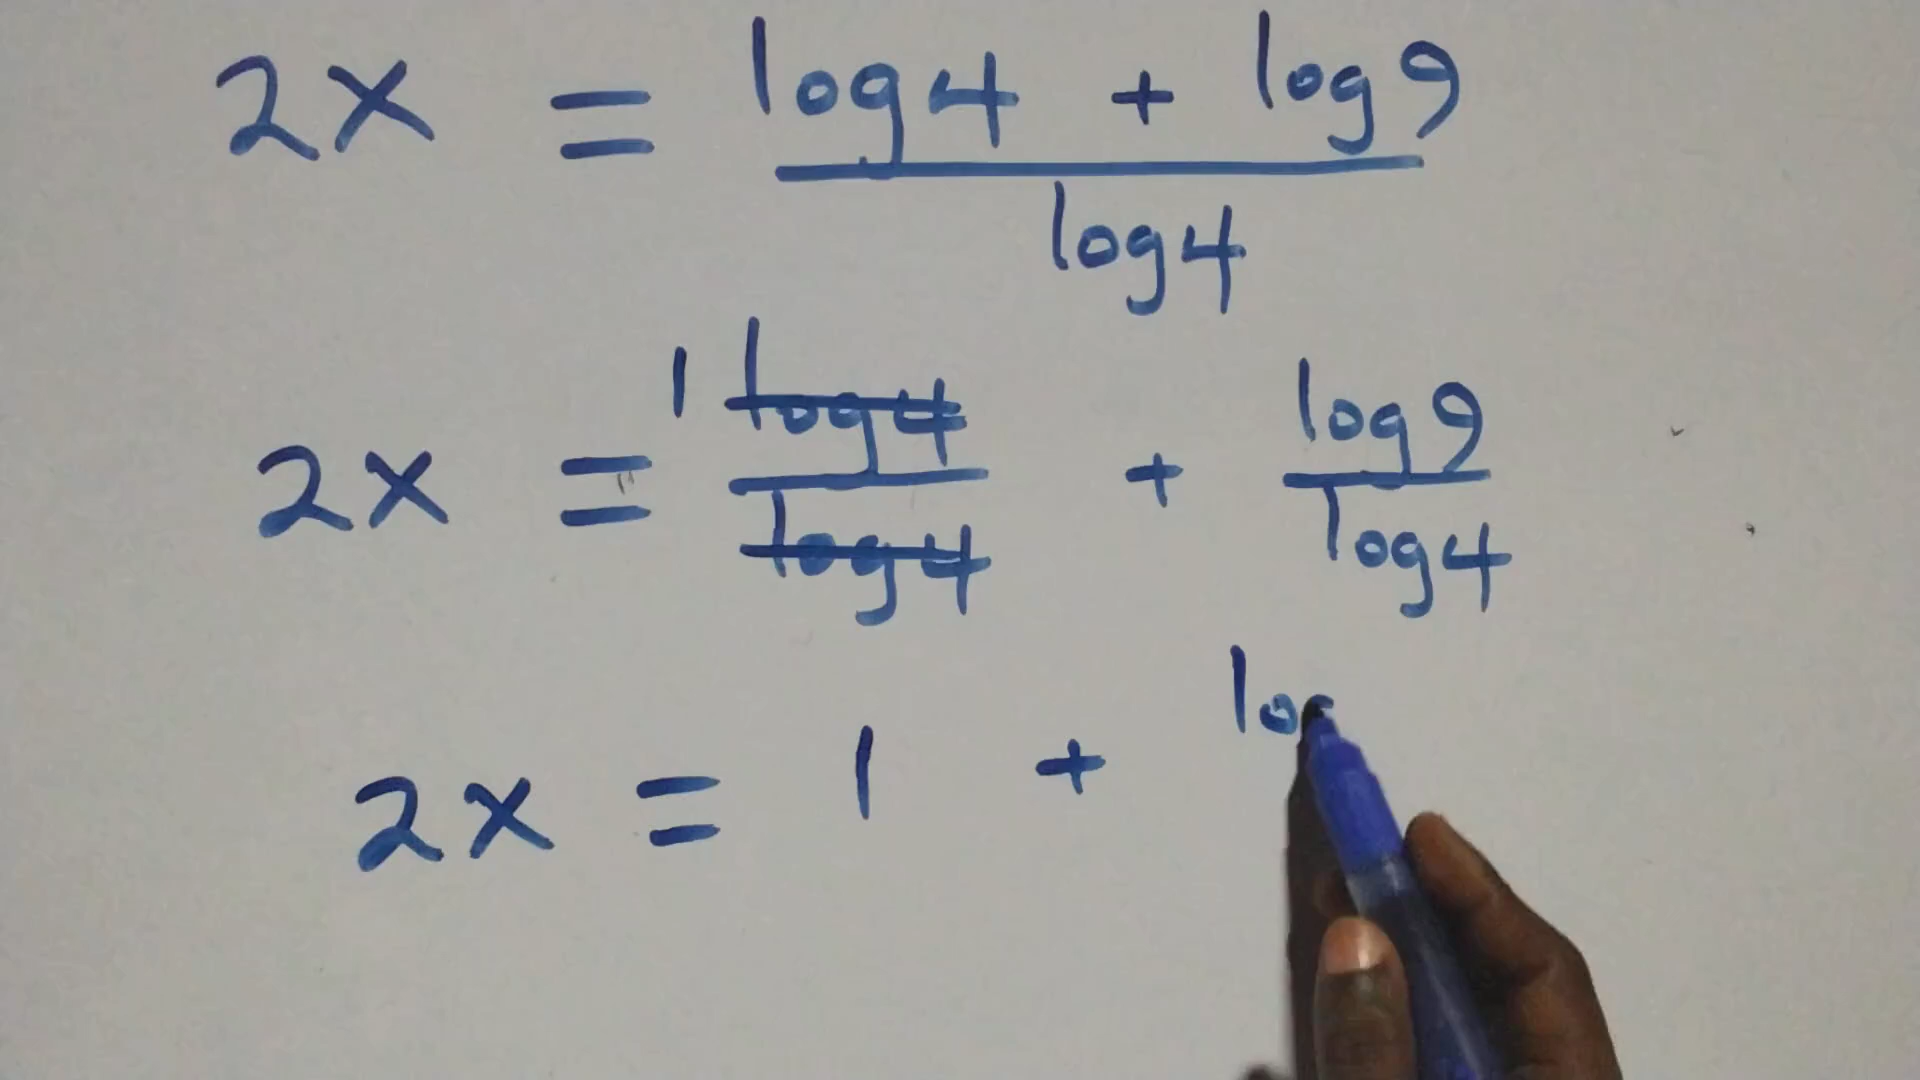 2x = log4 + log9
log4
2x = 1 log4 + log9
log4 log4
2x = 1 + lo